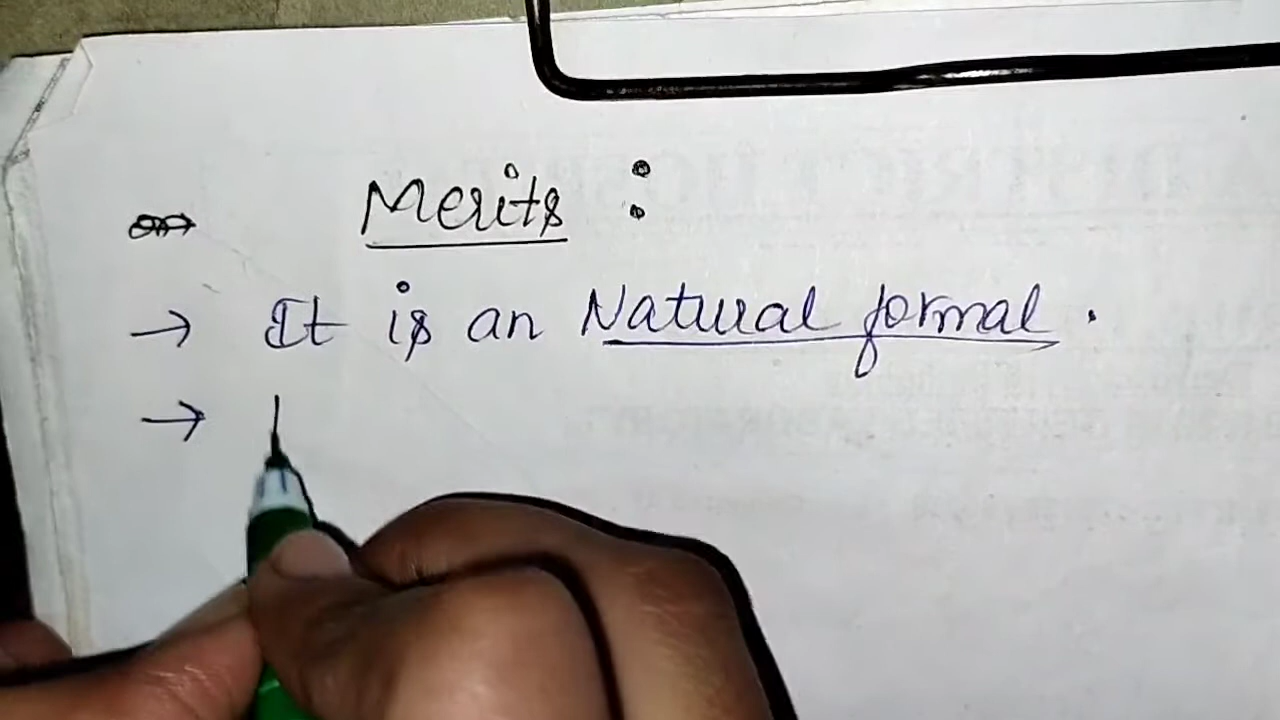 Merits :
→ It is an Natural formal .
→